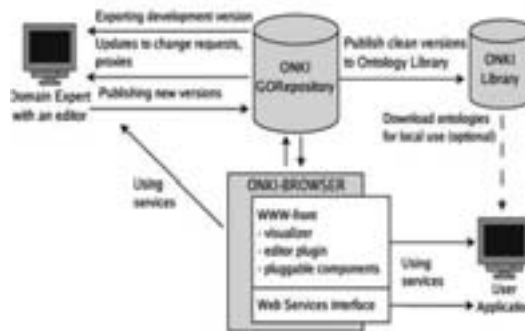 Exporting development version
Updates to change requests,
proxies
Publishing new versions
Domain Expert
with an editor
ONKI
GORepository
Publish clean versions
to Ontology Library
ONKI
Library
Download ontologies
for local use (optional)
Using
services
ONKI-BROWSER
WWW-front
- visualizer
- editor plugin
- pluggable components
Web Services interface
Using
services
User
Application